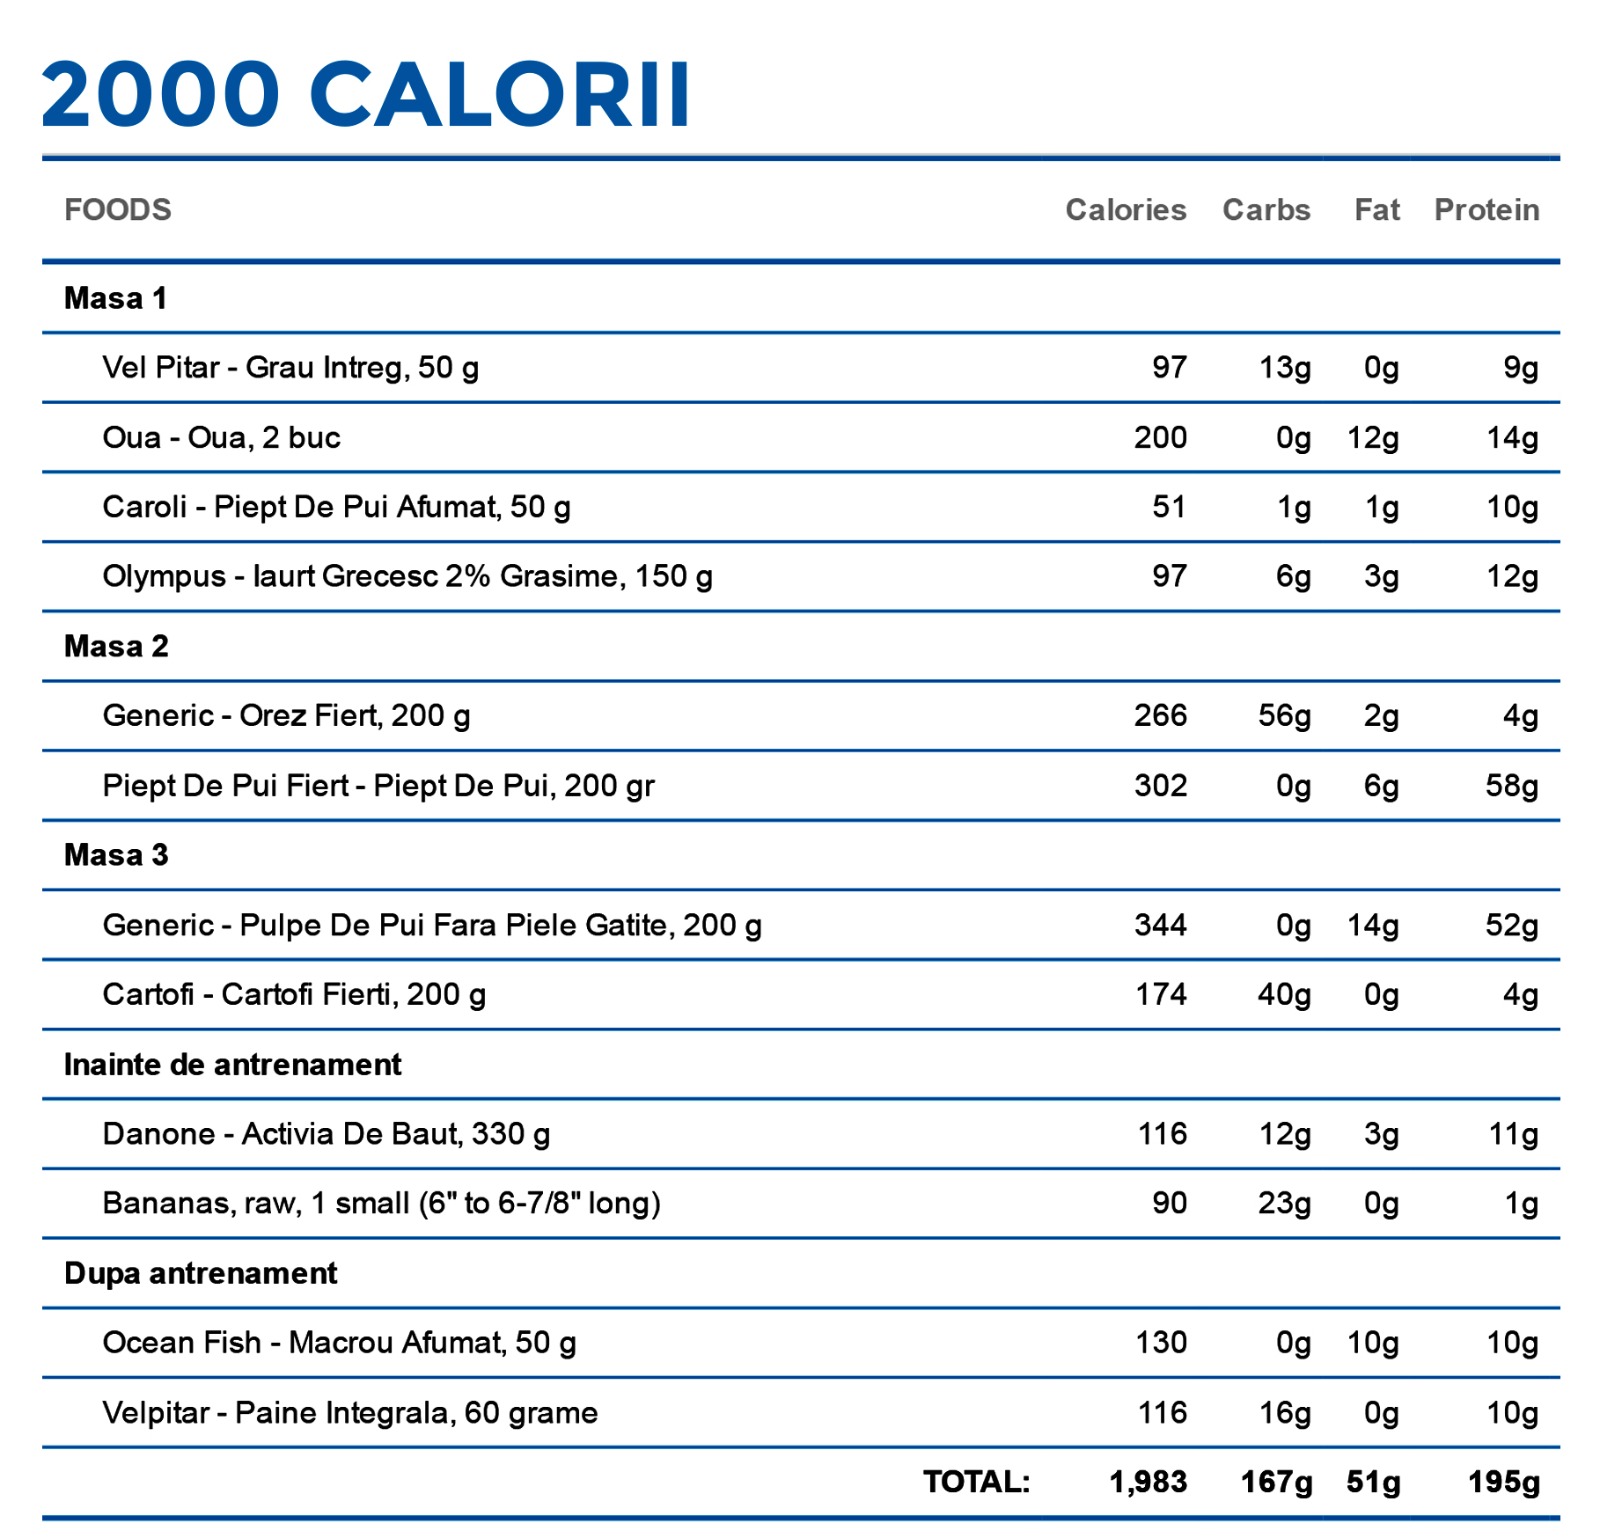 2000 CALORII
FOODS Calories Carbs Fat Protein
Masa 1
Vel Pitar - Grau Intreg, 50 g 97 13g 0g 9g
Oua - Oua, 2 buc 200 0g 12g 14g
Caroli - Piept De Pui Afumat, 50 g 51 1g 1g 10g
Olympus - Iaurt Grecesc 2% Grasime, 150 g 97 6g 3g 12g
Masa 2
Generic - Orez Fiert, 200 g 266 56g 2g 4g
Piept De Pui Fiert - Piept De Pui, 200 gr 302 0g 6g 58g
Masa 3
Generic - Pulpe De Pui Fara Piele Gatite, 200 g 344 0g 14g 52g
Cartofi - Cartofi Fierti, 200 g 174 40g 0g 4g
Inainte de antrenament
Danone - Activia De Baut, 330 g 116 12g 3g 11g
Bananas, raw, 1 small (6" to 6-7/8" long) 90 23g 0g 1g
Dupa antrenament
Ocean Fish - Macrou Afumat, 50 g 130 0g 10g 10g
Velpitar - Paine Integrala, 60 grame 116 16g 0g 10g
TOTAL: 1,983 167g 51g 195g